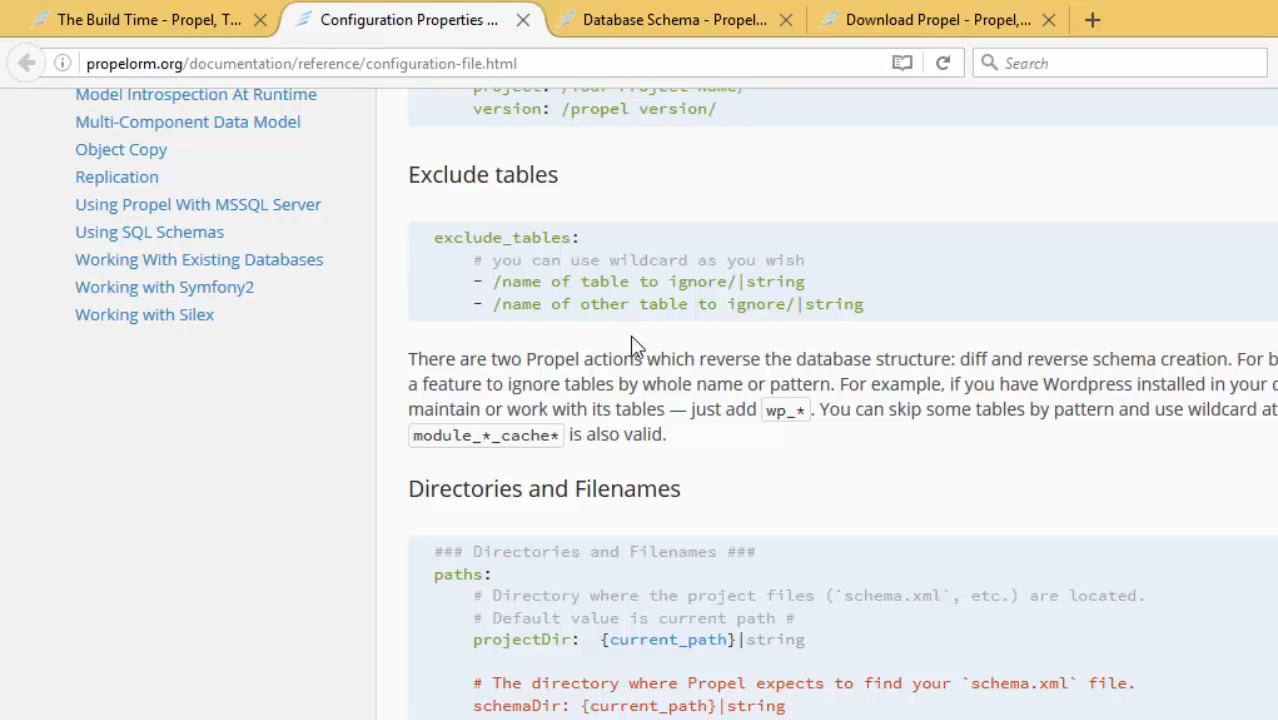 The Build Time - Propel, T...
Configuration Properties ...
Database Schema - Propel...
Download Propel - Propel,...
propelorm.org/documentation/reference/configuration-file.html
Search
Model Introspection At Runtime
Multi-Component Data Model
Object Copy
Replication
Using Propel With MSSQL Server
Using SQL Schemas
Working With Existing Databases
Working with Symfony2
Working with Silex
project: /Your Project Name/
version: /propel version/
Exclude tables
exclude_tables:
# you can use wildcard as you wish
- /name of table to ignore/|string
- /name of other table to ignore/|string
There are two Propel actions which reverse the database structure: diff and reverse schema creation. For
a feature to ignore tables by whole name or pattern. For example, if you have Wordpress installed in your
maintain or work with its tables — just add wp_*. You can skip some tables by pattern and use wildcard at
module_*_cache* is also valid.
Directories and Filenames
### Directories and Filenames ###
paths:
# Directory where the project files (`schema.xml`, etc.) are located.
# Default value is current path #
projectDir: {current_path}|string
# The directory where Propel expects to find your `schema.xml` file.
schemaDir: {current_path}|string